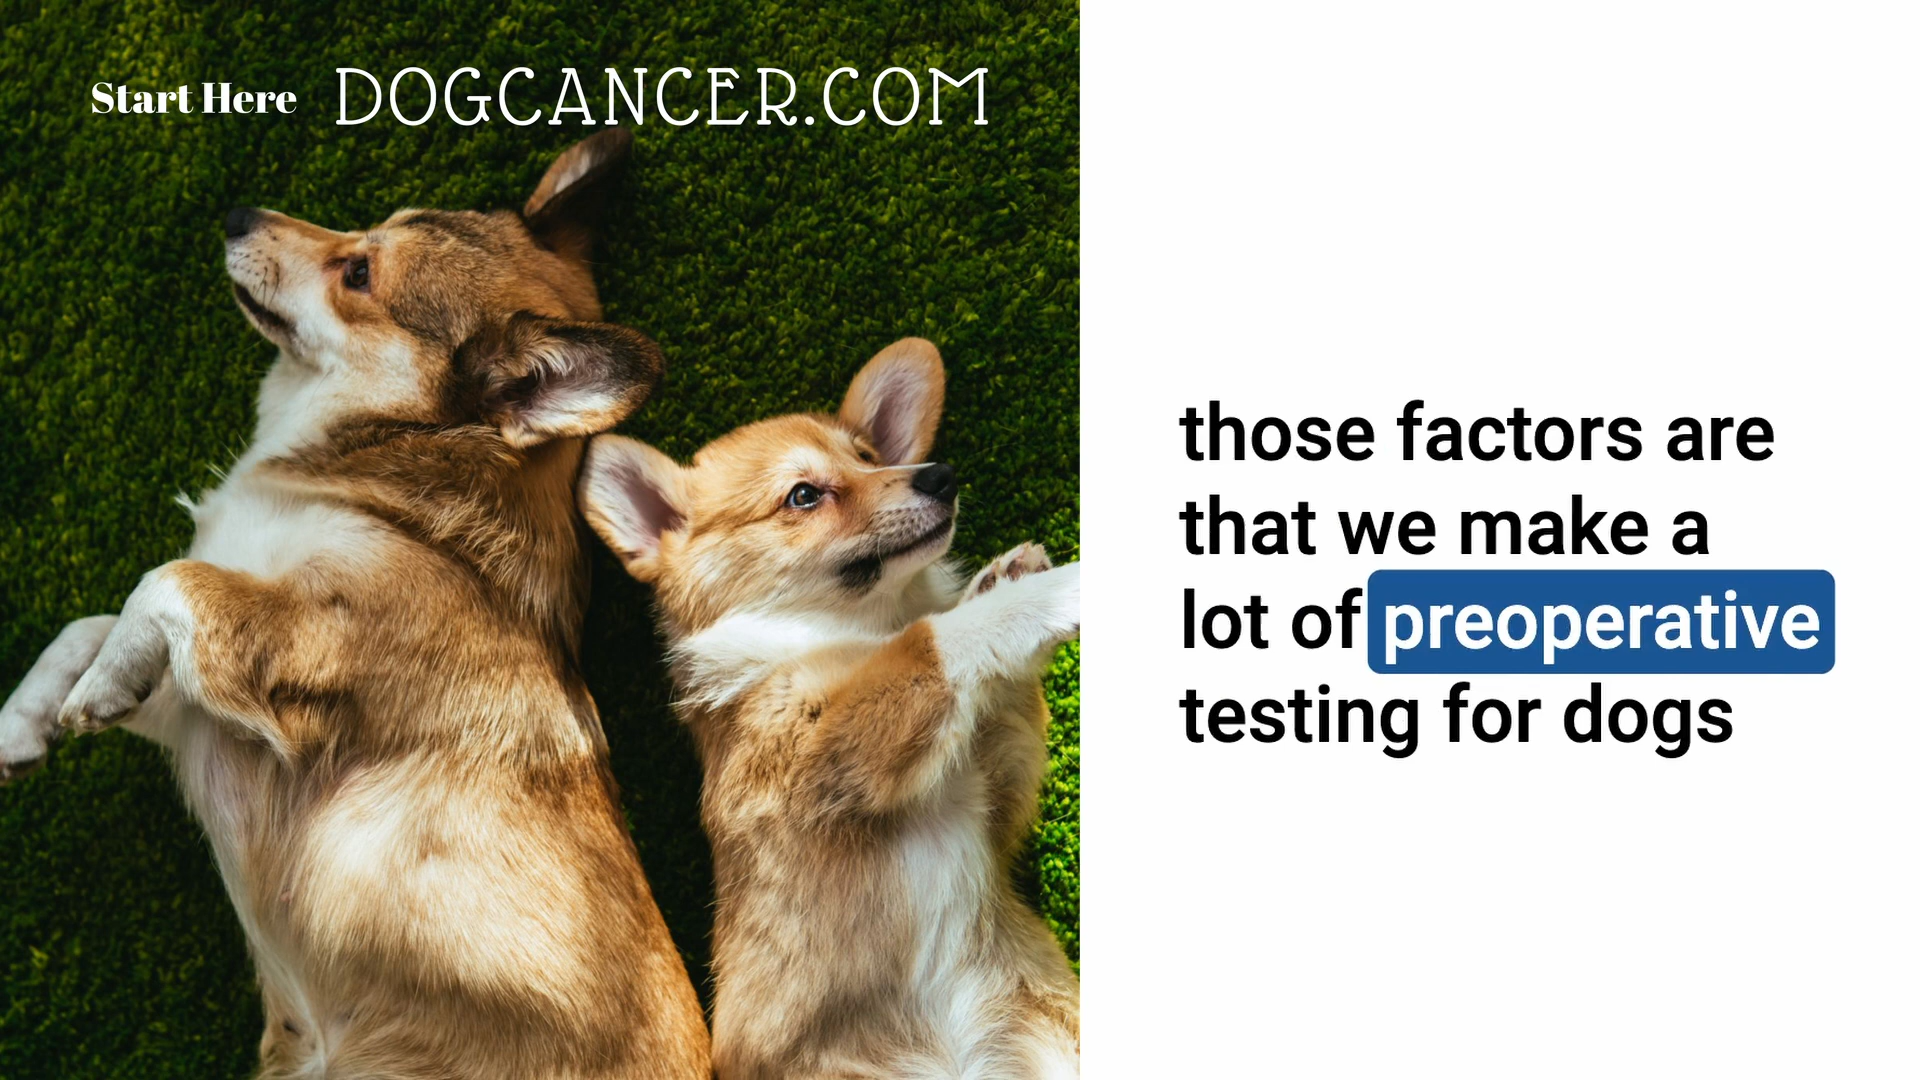 Start Here DOGCANCER.COM
those factors are
that we make a
lot of preoperative
testing for dogs